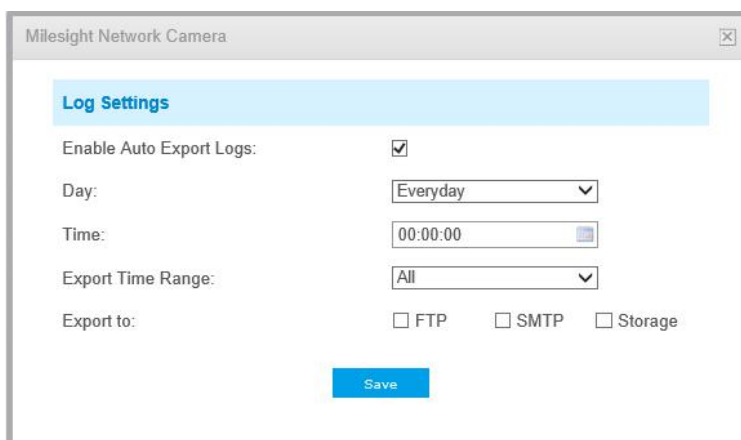 Milesight Network Camera
Log Settings
Enable Auto Export Logs:
Day: Everyday
Time: 00:00:00
Export Time Range: All
Export to: FTP SMTP Storage
Save